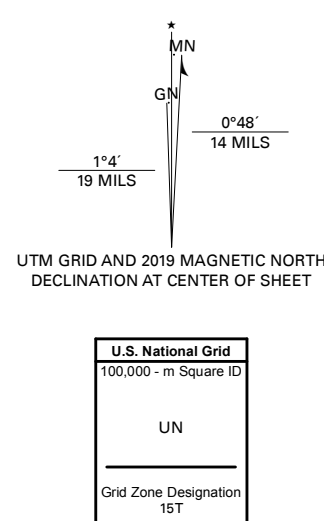 ★
MN
GN
0°48´
14 MILS
1°4´
19 MILS
UTM GRID AND 2019 MAGNETIC NORTH
DECLINATION AT CENTER OF SHEET
U.S. National Grid
100,000 - m Square ID
UN
Grid Zone Designation
15T